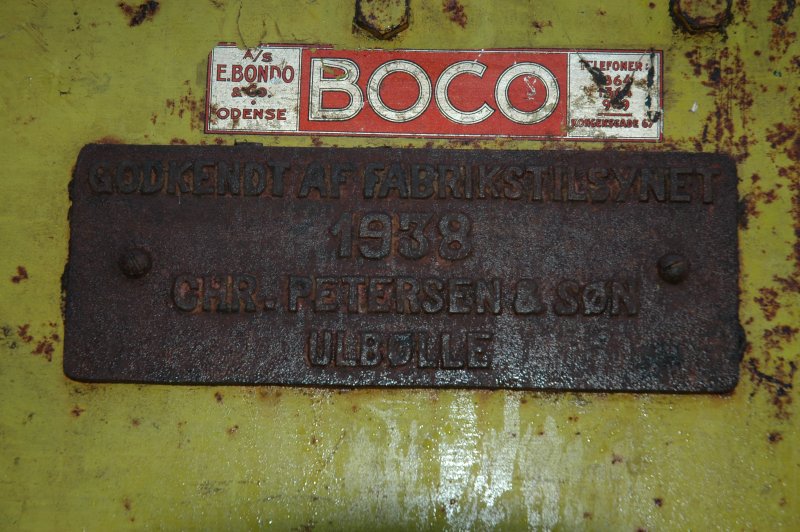 A/S
E.BONDO
& Co.
ODENSE
BOCO
TELEFONER:
GODKENDT AF FABRIKSTILSYNET
1938
CHR. PETERSEN & SØN
ULBØLLE